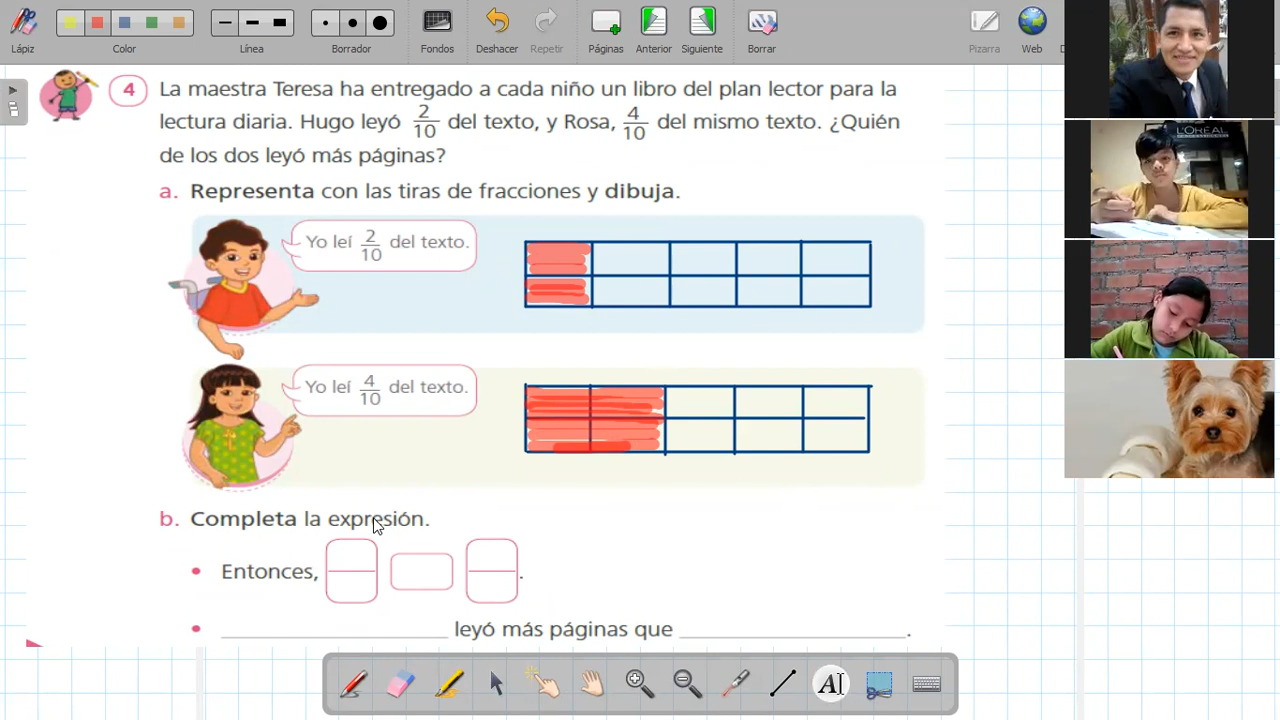 Lápiz
Color
Línea
Borrador
Fondos
Deshacer
Repetir
Páginas
Anterior
Siguiente
Borrar
Pizarra
Web
4
La maestra Teresa ha entregado a cada niño un libro del plan lector para la
lectura diaria. Hugo leyó 2/10 del texto, y Rosa, 4/10 del mismo texto. ¿Quién
de los dos leyó más páginas?
a. Representa con las tiras de fracciones y dibuja.
Yo leí 2/10 del texto.
Yo leí 4/10 del texto.
b. Completa la expresión.
• Entonces, .
• ____ leyó más páginas que ____.
AI
L'ORÉAL
PROFESSIONNEL